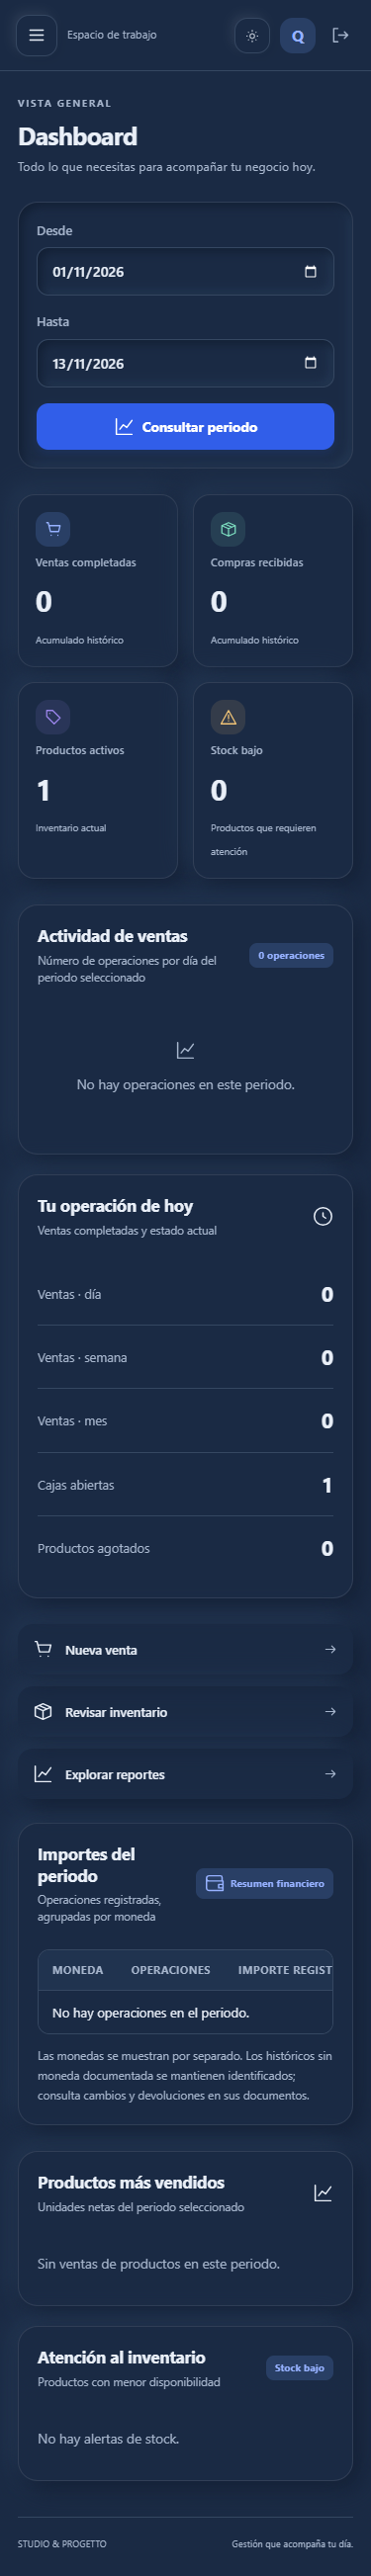 Espacio de trabajo
Q
VISTA GENERAL
Dashboard
Todo lo que necesitas para acompañar tu negocio hoy.
Desde
01/11/2026
Hasta
13/11/2026
Consultar periodo
Ventas completadas
0
Acumulado histórico
Compras recibidas
0
Acumulado histórico
Productos activos
1
Inventario actual
Stock bajo
0
Productos que requieren
atención
Actividad de ventas
Número de operaciones por día del
periodo seleccionado
0 operaciones
No hay operaciones en este periodo.
Tu operación de hoy
Ventas completadas y estado actual
Ventas · día 0
Ventas · semana 0
Ventas · mes 0
Cajas abiertas 1
Productos agotados 0
Nueva venta
Revisar inventario
Explorar reportes
Importes del
periodo
Operaciones registradas,
agrupadas por moneda
Resumen financiero
MONEDA OPERACIONES IMPORTE REGIST
No hay operaciones en el periodo.
Las monedas se muestran por separado. Los históricos sin
moneda documentada se mantienen identificados;
consulta cambios y devoluciones en sus documentos.
Productos más vendidos
Unidades netas del periodo seleccionado
Sin ventas de productos en este periodo.
Atención al inventario
Productos con menor disponibilidad
Stock bajo
No hay alertas de stock.
STUDIO & PROGETTO
Gestión que acompaña tu día.